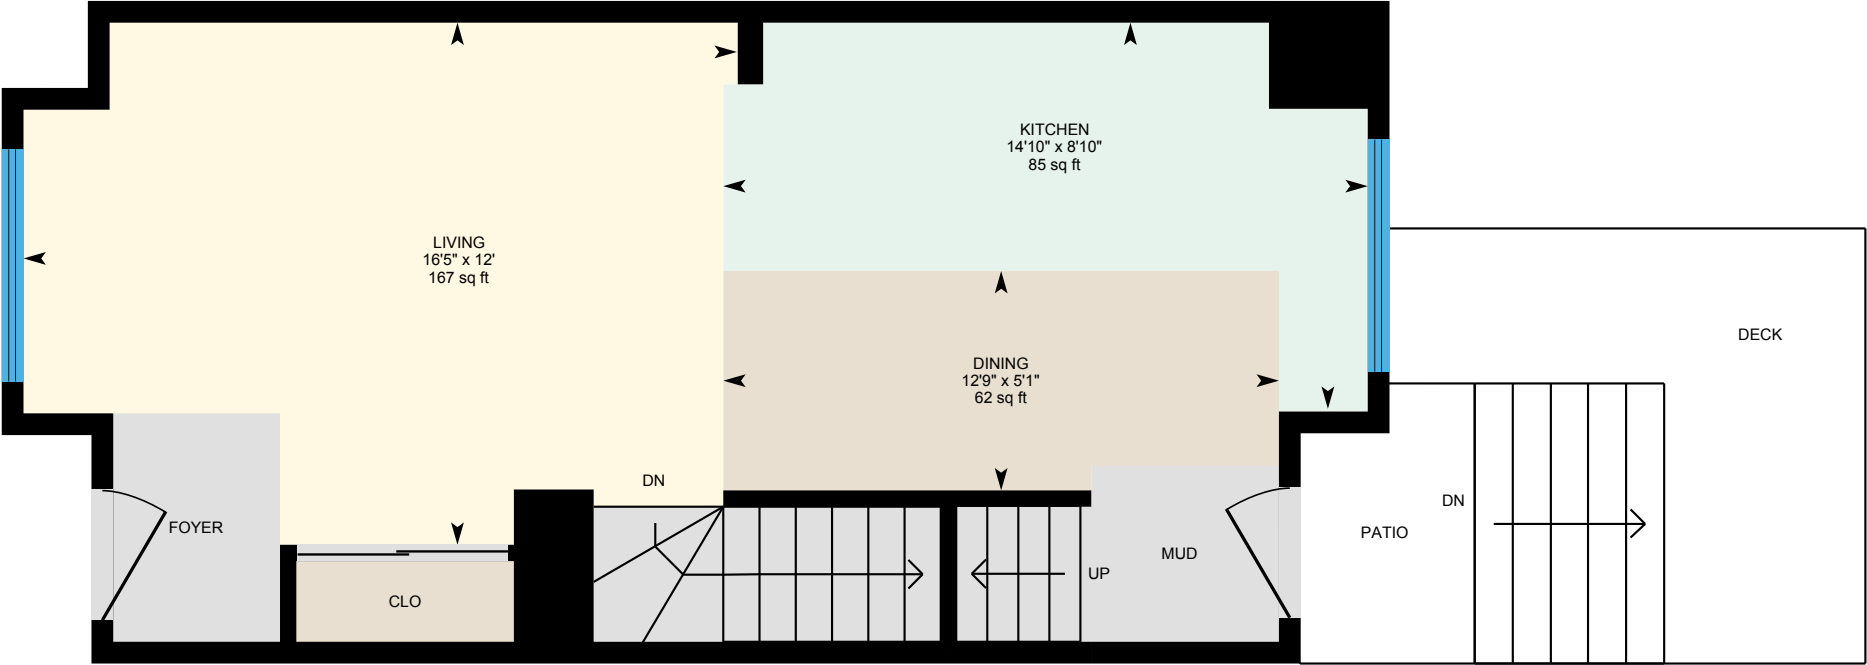 KITCHEN
14'10" x 8'10"
85 sq ft
LIVING
16'5" x 12'
167 sq ft
DECK
DINING
12'9" x 5'1"
62 sq ft
DN
DN
FOYER
PATIO
MUD
UP
CLO